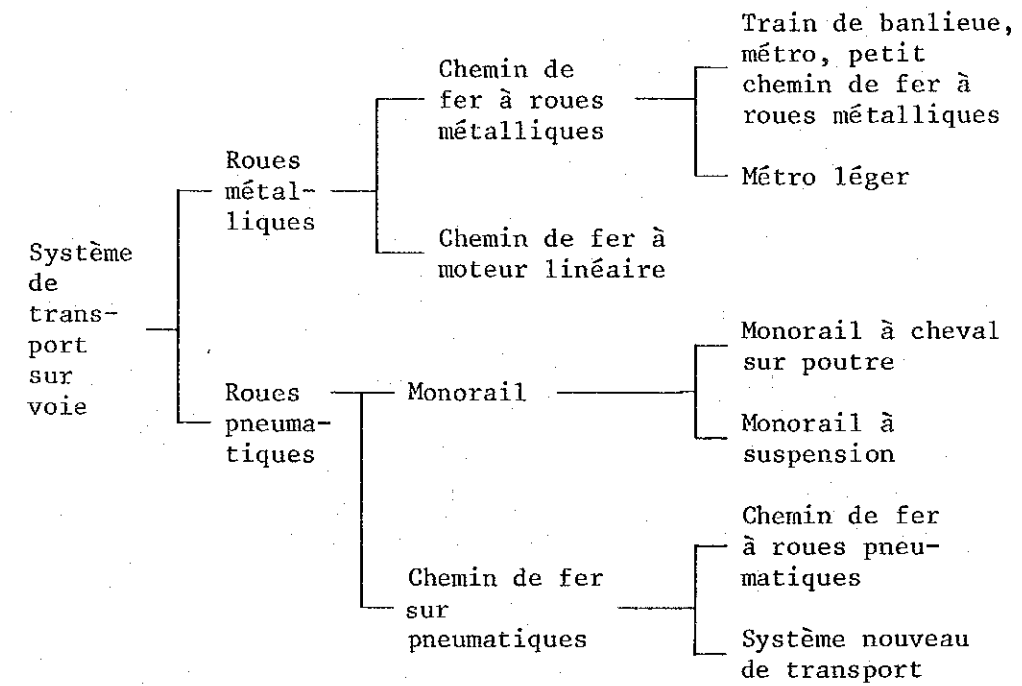 Système
de
trans-
port
sur
voie
Roues
métal-
liques
Chemin de
fer à roues
métalliques
Train de banlieue,
métro, petit
chemin de fer à
roues métalliques
Métro léger
Chemin de fer à
moteur linéaire
Roues
pneuma-
tiques
Monorail
Monorail à cheval
sur poutre
Monorail à
suspension
Chemin de fer
sur
pneumatiques
Chemin de fer
à roues pneu-
matiques
Système nouveau
de transport